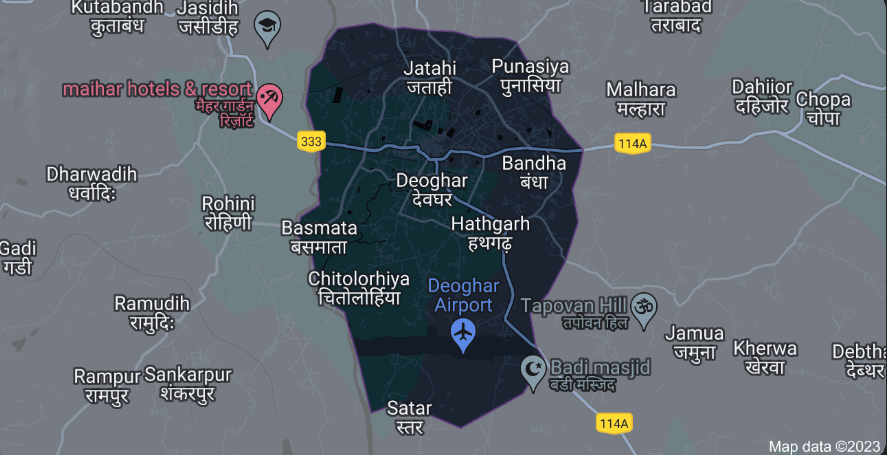 Kutabandh
कुताबंध
Jasidih
जसीडीह
Tarabad
तराबाद
Jatahi
जताही
Punasiya
पुनासिया
maihar hotels & resort
मैहर गार्डन
रिज़ॉर्ट
Malhara
मल्हारा
Dahijor
दहिजोर
Chopa
चोपा
333
114A
Dharwadih
धर्वादिः
Deoghar
देवघर
Bandha
बंधा
Rohini
रोहिणी
Basmata
बसमाता
Hathgarh
हथगढ़
Gadi
गडी
Chitolorhiya
चितोलोर्हिया
Deoghar
Airport
Ramudih
रामुदिः
Tapovan Hill
तपोवन हिल
Jamua
जमुना
Kherwa
खेरवा
Debtha
देब्थर
Rampur
रामपुर
Sankarpur
शंकरपुर
Badi masjid
बडी मस्जिद
Satar
स्तर
114A
Map data ©2023